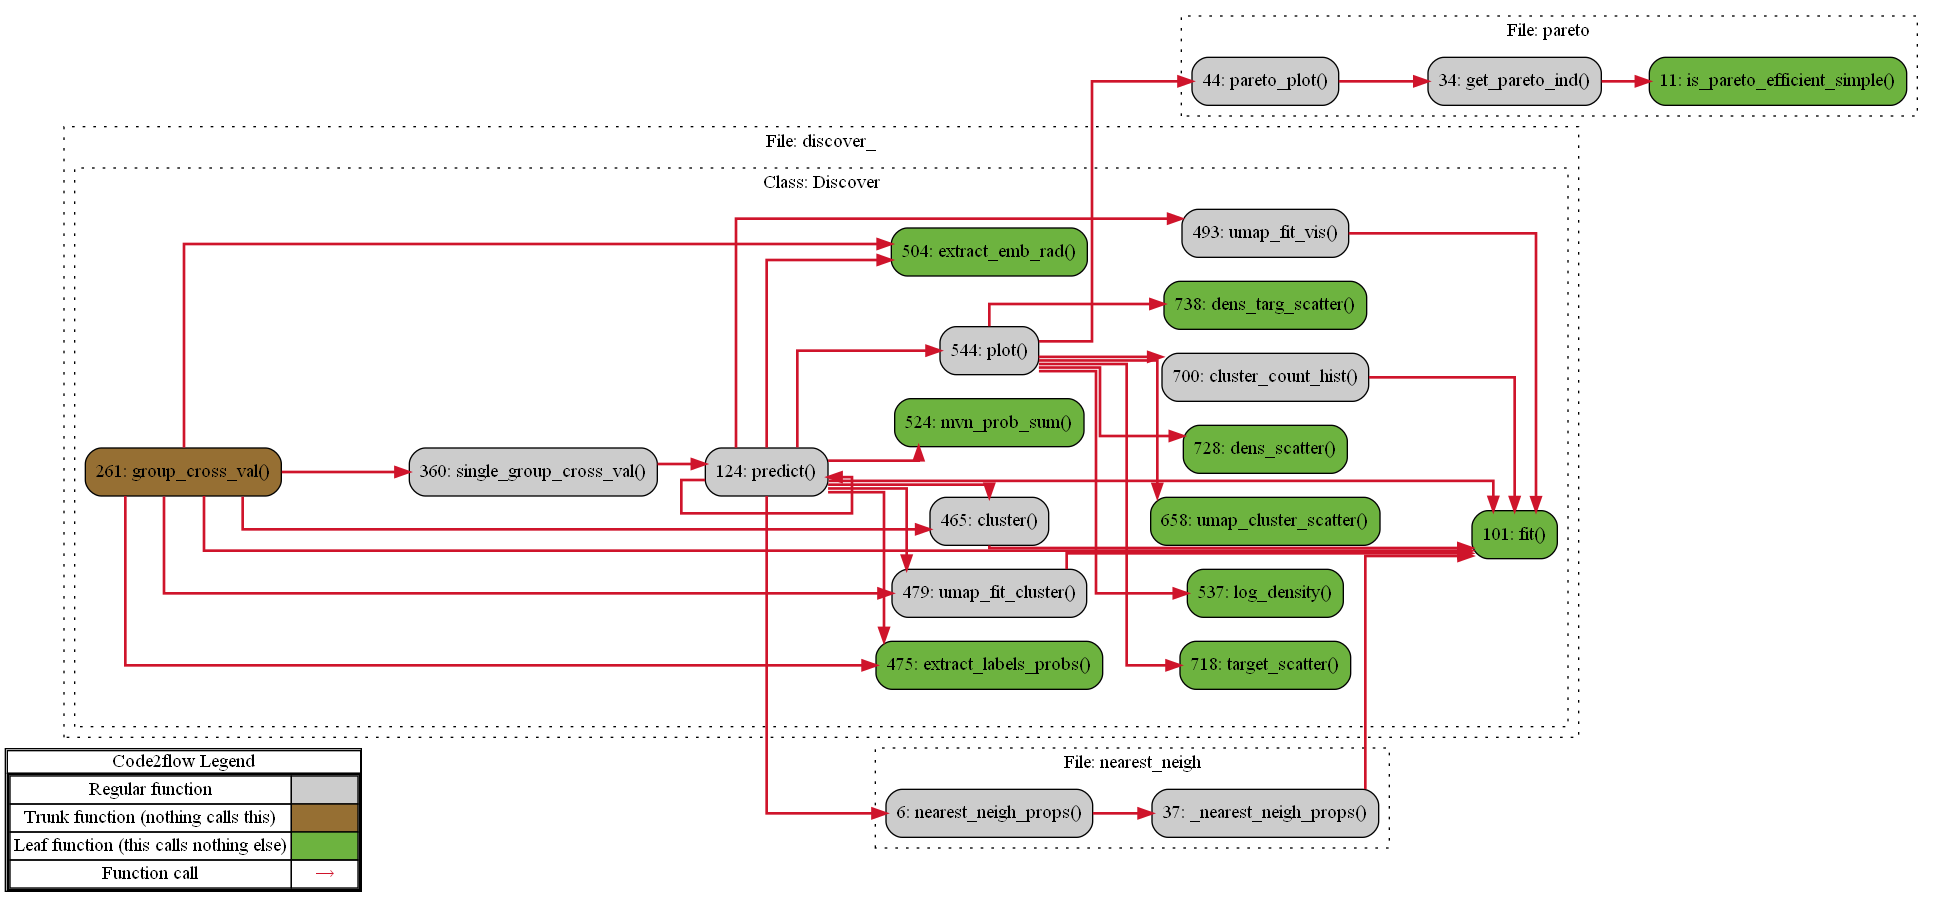 File: pareto
44: pareto_plot()
34: get_pareto_ind()
11: is_pareto_efficient_simple()
File: discover_
Class: Discover
493: umap_fit_vis()
504: extract_emb_rad()
738: dens_targ_scatter()
544: plot()
700: cluster_count_hist()
524: mvn_prob_sum()
728: dens_scatter()
261: group_cross_val()
360: single_group_cross_val()
124: predict()
465: cluster()
658: umap_cluster_scatter()
101: fit()
479: umap_fit_cluster()
537: log_density()
475: extract_labels_probs()
718: target_scatter()
File: nearest_neigh
6: nearest_neigh_props()
37: _nearest_neigh_props()
Code2flow Legend
Regular function
Trunk function (nothing calls this)
Leaf function (this calls nothing else)
Function call →